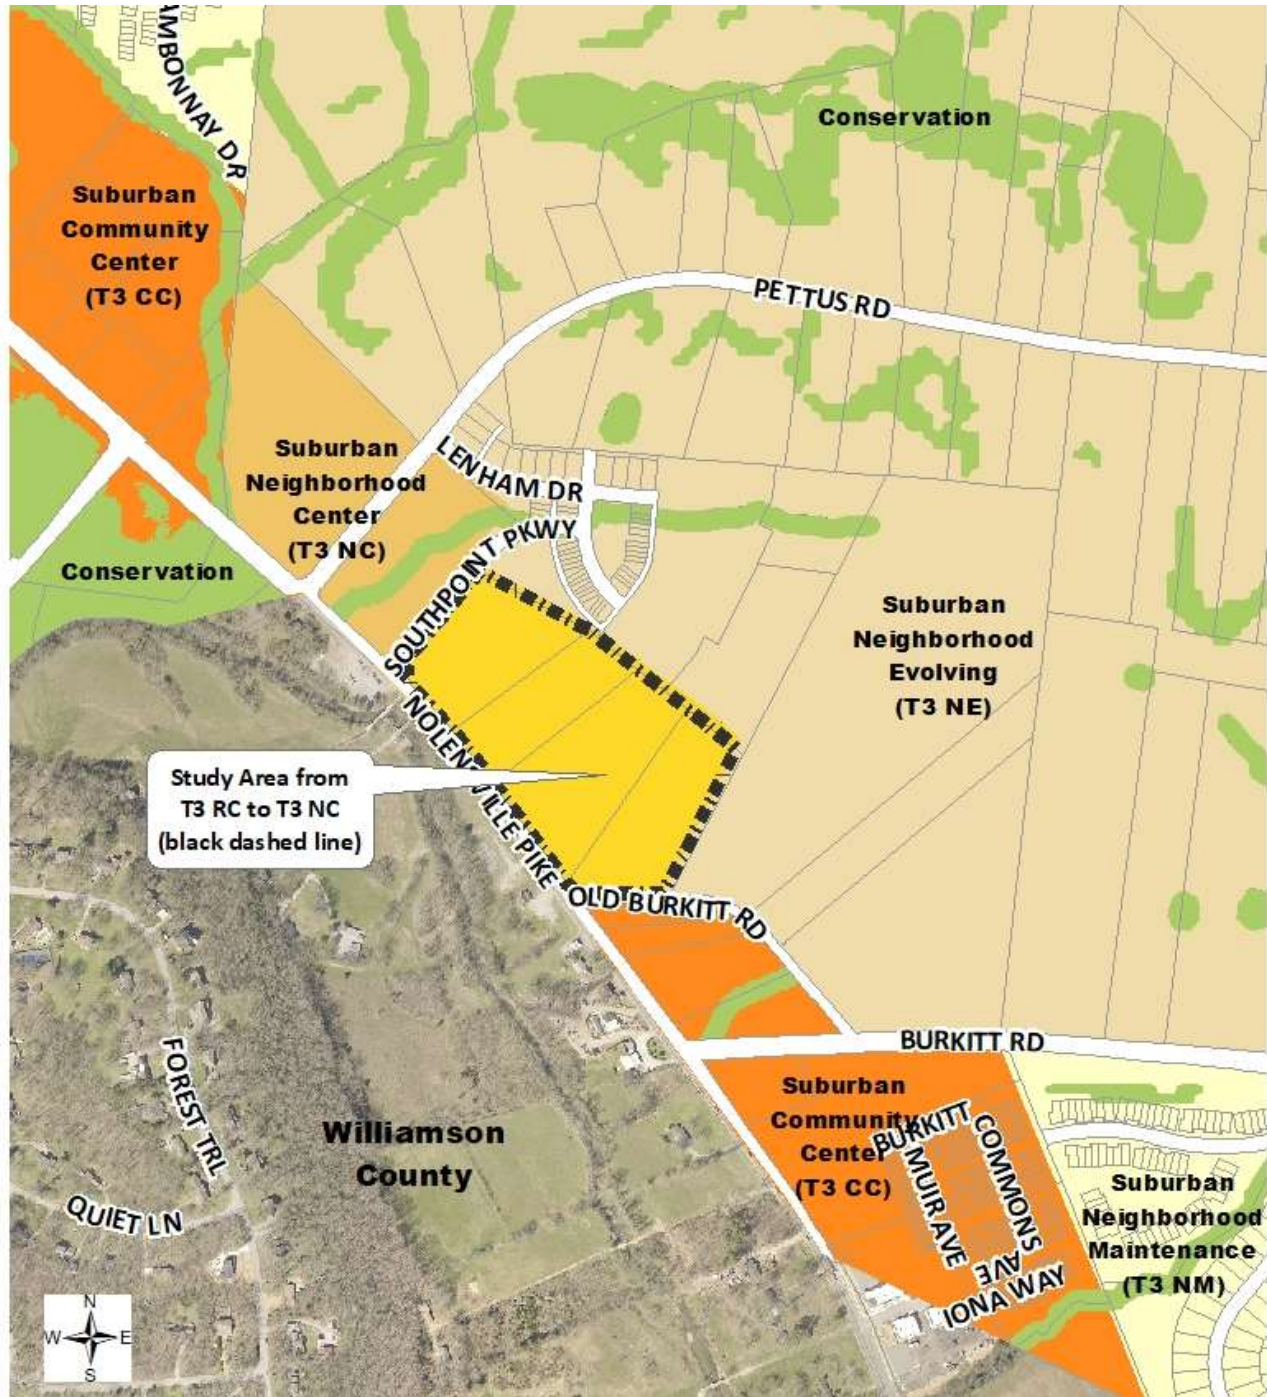 AMBONNAY DR
Conservation
Suburban
Community
Center
(T3 CC)
PETTUS RD
Suburban
Neighborhood
Center
(T3 NC)
LENHAM DR
SOUTHPOINT PKWY
Conservation
Suburban
Neighborhood
Evolving
(T3 NE)
NOLENSVILLE PIKE
Study Area from
T3 RC to T3 NC
(black dashed line)
OLD BURKITT RD
BURKITT RD
FOREST TRL
Williamson
County
QUIET LN
Suburban
Community
Center
(T3 CC)
BURKITT COMMONS AVE
MUIR AVE
IONA WAY
Suburban
Neighborhood
Maintenance
(T3 NM)
N
W E
S